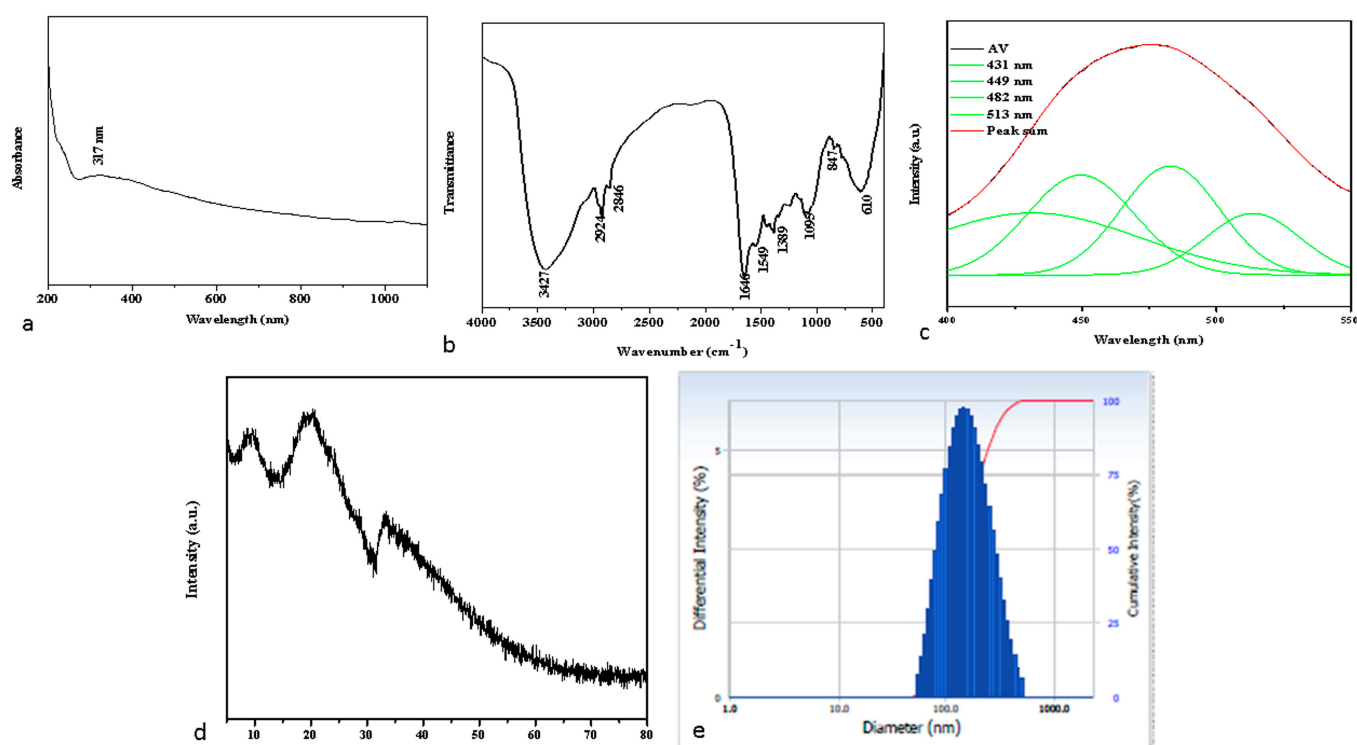 Absorbance
317 nm
200 400 600 800 1000
Wavelength (nm)
a
Transmittance
3427
2924
2846
1646
1549
1389
1095
847
610
4000 3500 3000 2000 1500 1000 500
Wavenumber (cm-1)
b
Intensity (a.u.)
AV
431 nm
449 nm
482 nm
513 nm
Peak sum
400 450 500 550
Wavelength (nm)
c
Intensity (a.u.)
10 20 30 40 50 60 70 80
d
Differential Intensity (%)
5
0
Cumulative Intensity(%)
100
75
50
25
0
1.0 10.0 100.0 1000.0
Diameter (nm)
e